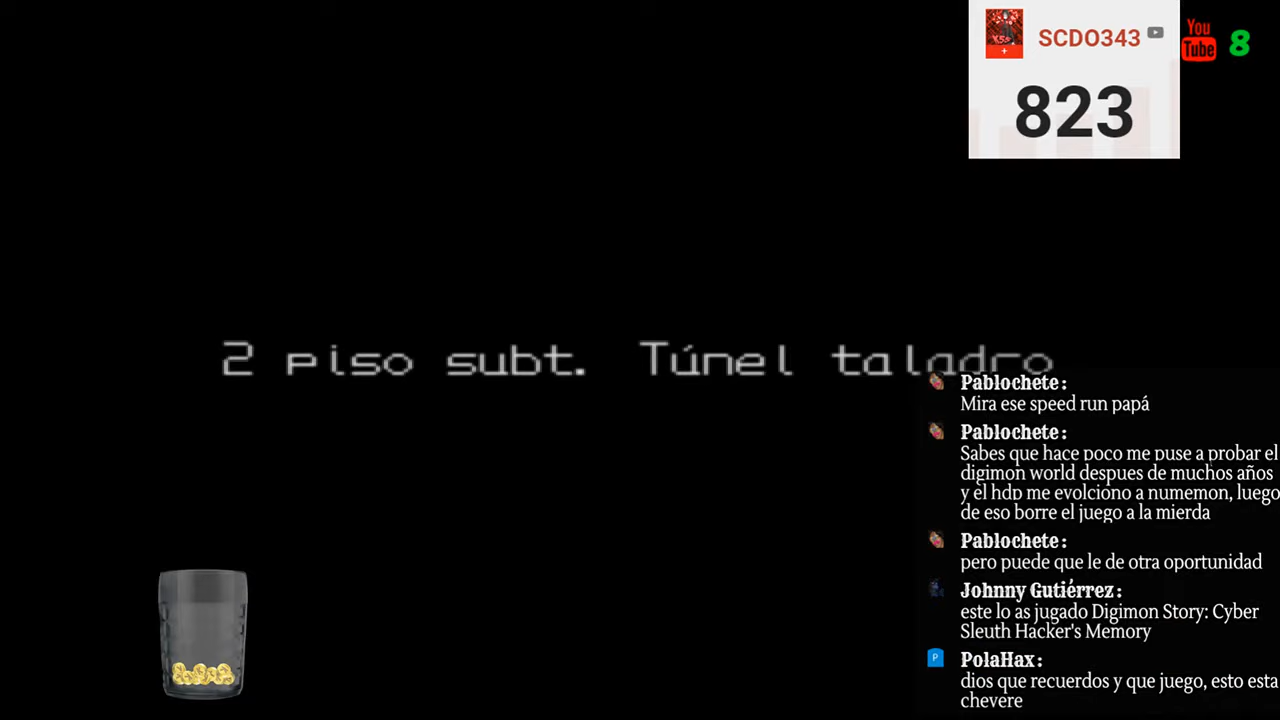 SCDO343
You
Tube
8
823
2 piso subt. Túnel taladro
Pablochete:
Mira ese speed run papá
Pablochete:
Sabes que hace poco me puse a probar el
digimon world despues de muchos años
y el hdp me evolciono a numemon, luego
de eso borre el juego a la mierda
Pablochete:
pero puede que le de otra oportunidad
Johnny Gutiérrez:
este lo as jugado Digimon Story: Cyber
Sleuth Hacker's Memory
P
PolaHax:
dios que recuerdos y que juego, esto esta
chevere